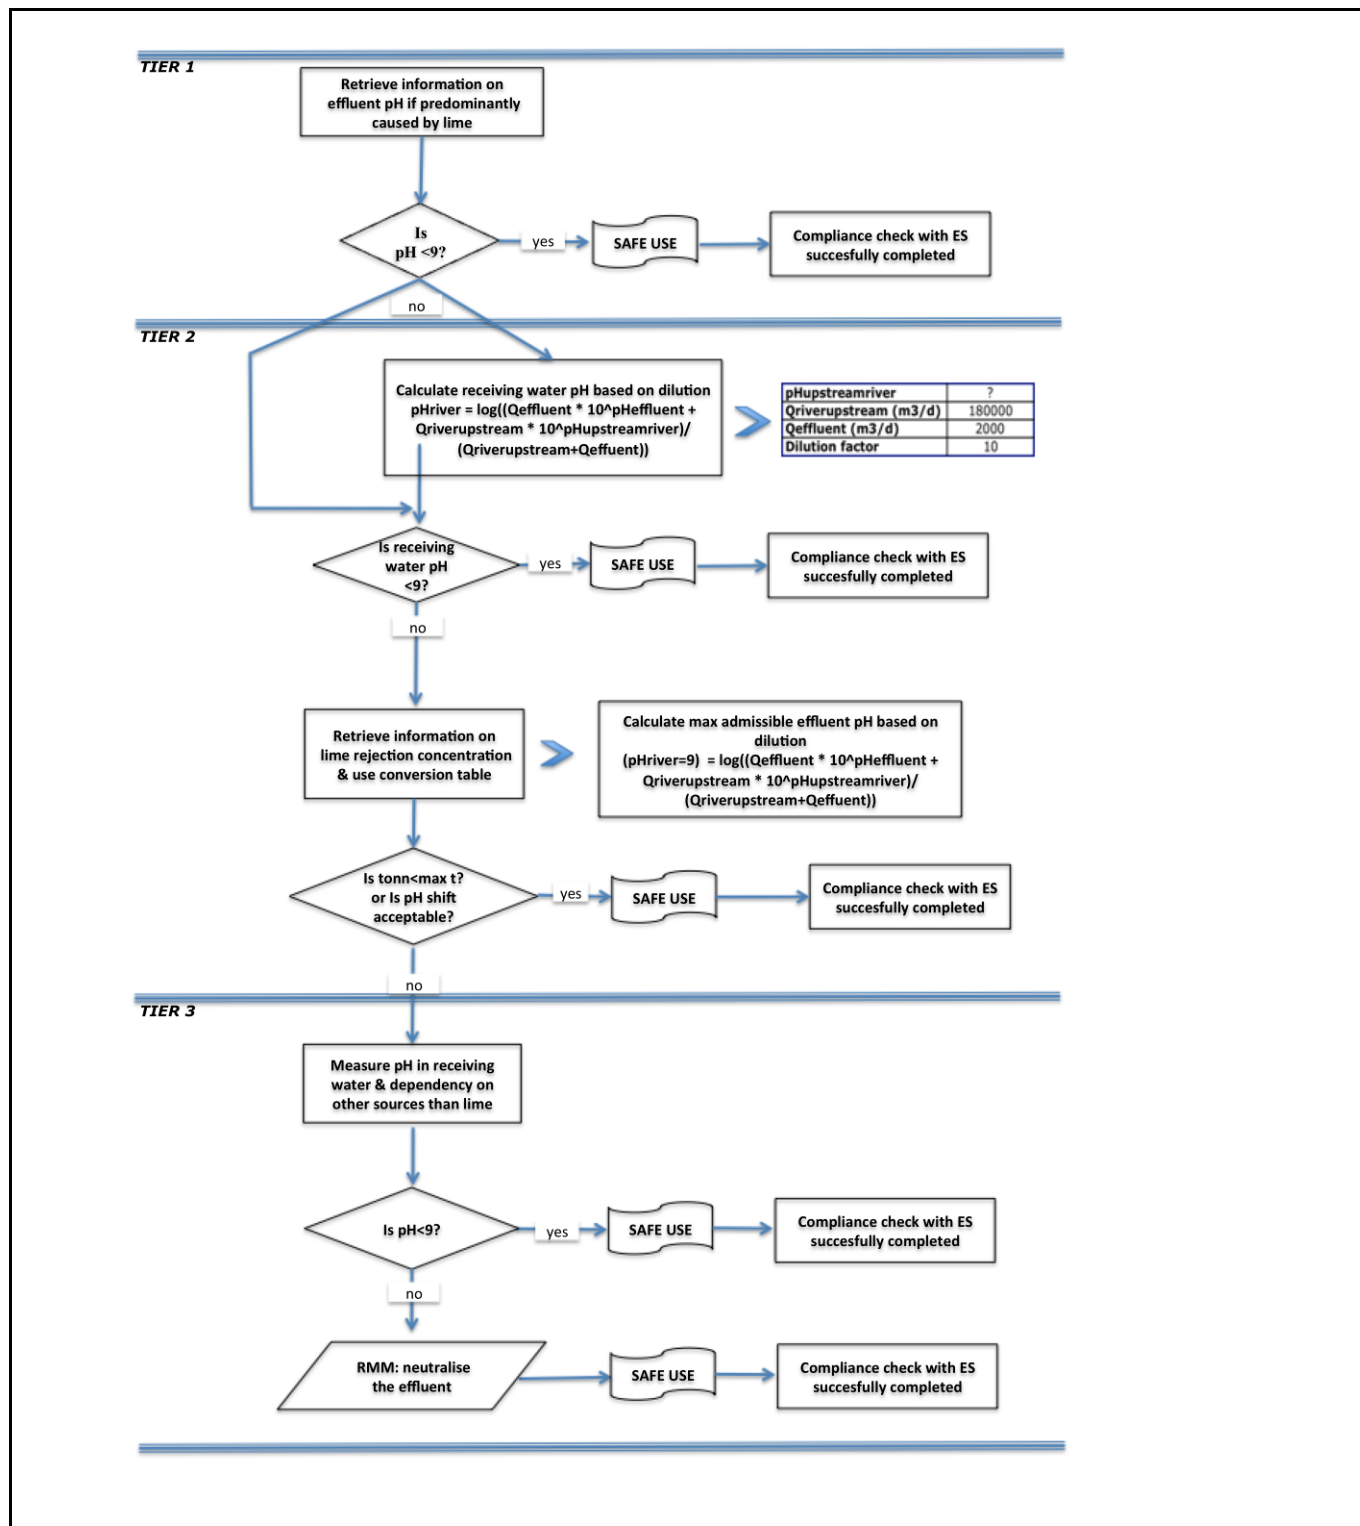 TIER 1
Retrieve information on
effluent pH if predominantly
caused by lime
Is
pH <9?
yes
SAFE USE
Compliance check with ES
succesfully completed
no
TIER 2
Calculate receiving water pH based on dilution
pHriver = log((Qeffluent * 10^pHeffluent +
Qriverupstream * 10^pHupstreamriver)/
(Qriverupstream+Qeffuent))
pHupstreamriver ?
Qriverupstream (m3/d) 180000
Qeffluent (m3/d) 2000
Dilution factor 10
Is receiving
water pH
<9?
yes
SAFE USE
Compliance check with ES
succesfully completed
no
Retrieve information on
lime rejection concentration
& use conversion table
Calculate max admissible effluent pH based on
dilution
(pHriver=9) = log((Qeffluent * 10^pHeffluent +
Qriverupstream * 10^pHupstreamriver)/
(Qriverupstream+Qeffuent))
Is tonn<max t?
or Is pH shift
acceptable?
yes
SAFE USE
Compliance check with ES
succesfully completed
no
TIER 3
Measure pH in receiving
water & dependency on
other sources than lime
Is pH<9?
yes
SAFE USE
Compliance check with ES
succesfully completed
no
RMM: neutralise
the effluent
SAFE USE
Compliance check with ES
succesfully completed